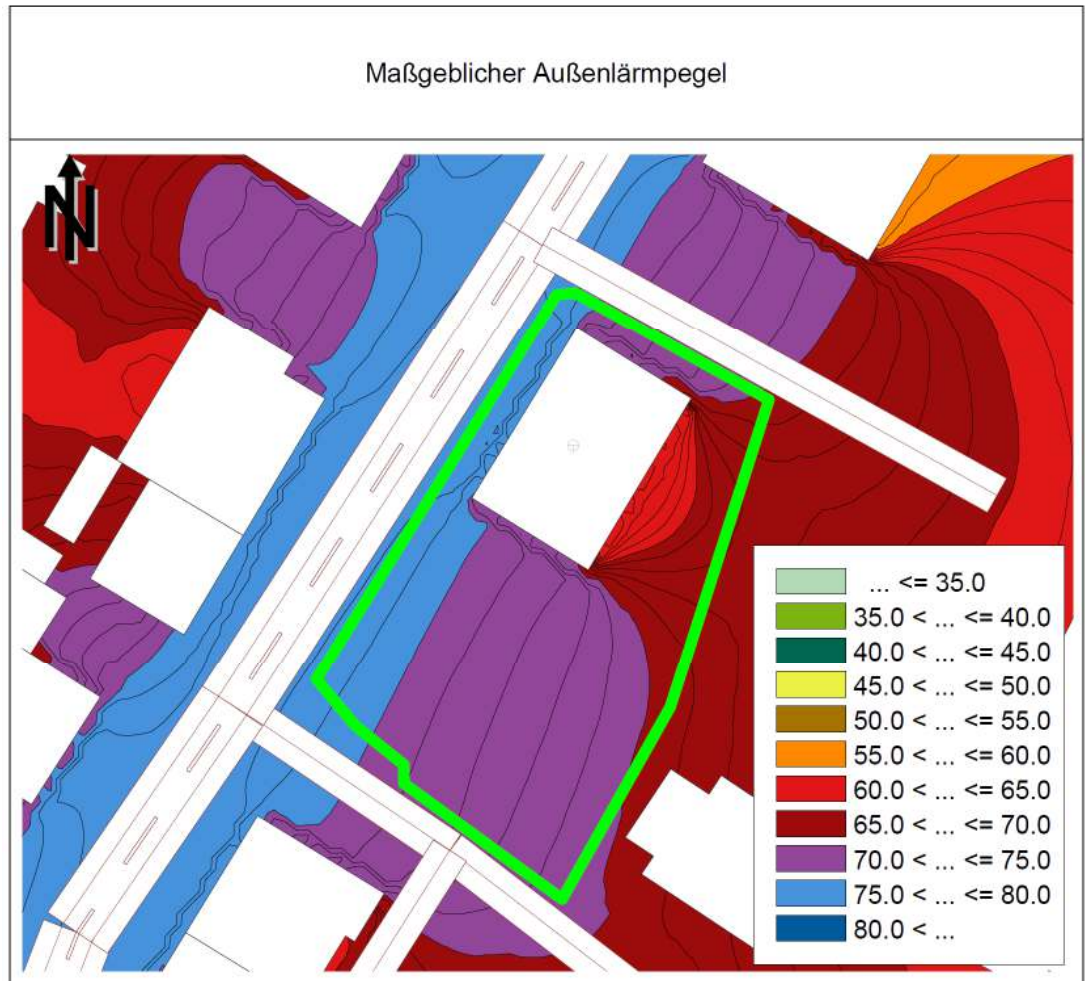 Maßgeblicher Außenlärmpegel
N
... <= 35.0
35.0 < ... <= 40.0
40.0 < ... <= 45.0
45.0 < ... <= 50.0
50.0 < ... <= 55.0
55.0 < ... <= 60.0
60.0 < ... <= 65.0
65.0 < ... <= 70.0
70.0 < ... <= 75.0
75.0 < ... <= 80.0
80.0 < ...